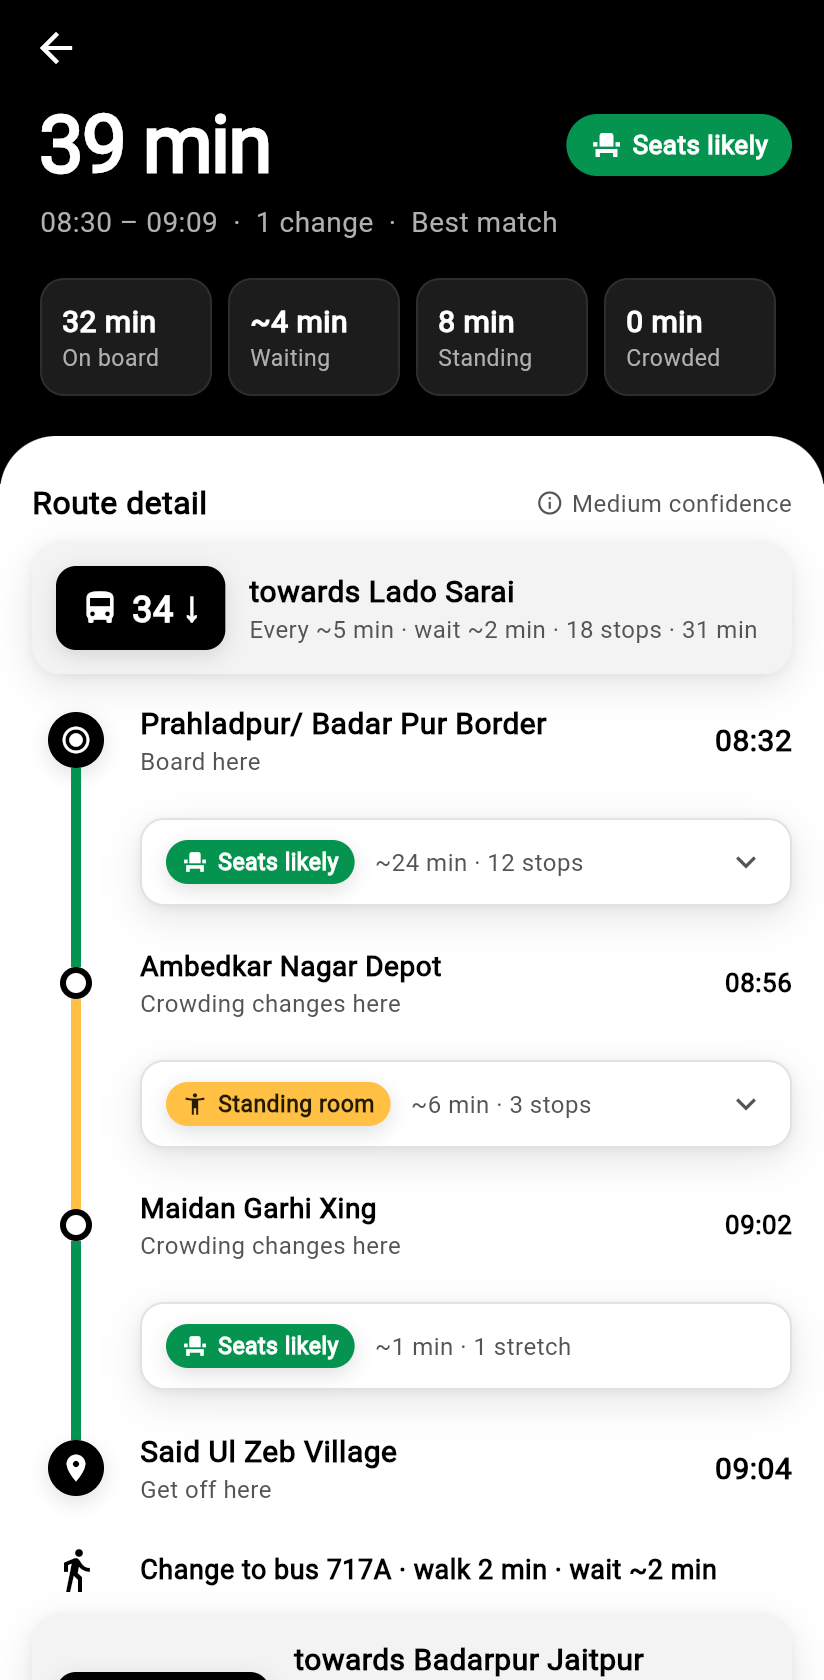 39 min
Seats likely
08:30 – 09:09 · 1 change · Best match
32 min
On board
~4 min
Waiting
8 min
Standing
0 min
Crowded
Route detail
Medium confidence
34 ↓
towards Lado Sarai
Every ~5 min · wait ~2 min · 18 stops · 31 min
Prahladpur/ Badar Pur Border
Board here
08:32
Seats likely
~24 min · 12 stops
Ambedkar Nagar Depot
Crowding changes here
08:56
Standing room
~6 min · 3 stops
Maidan Garhi Xing
Crowding changes here
09:02
Seats likely
~1 min · 1 stretch
Said Ul Zeb Village
Get off here
09:04
Change to bus 717A · walk 2 min · wait ~2 min
towards Badarpur Jaitpur